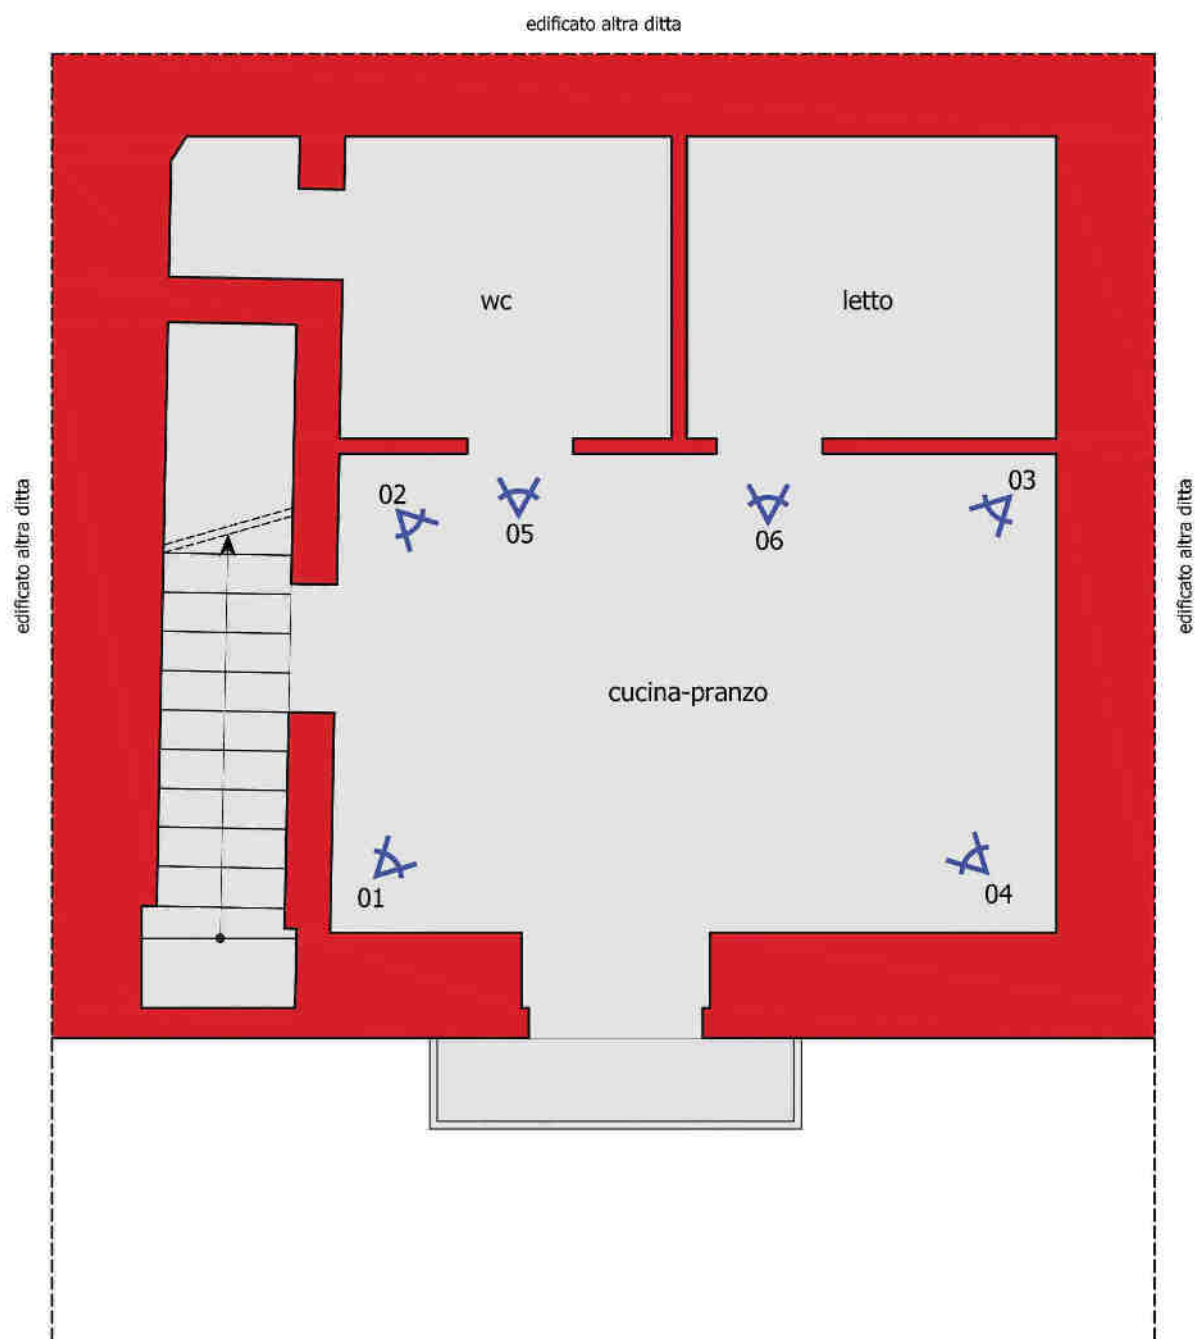 edificato altra ditta
wc
letto
edificato altra ditta
edificato altra ditta
02
05
06
03
cucina-pranzo
01
04